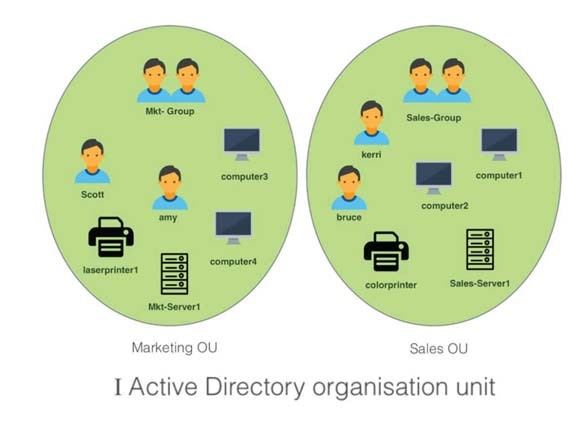 Mkt- Group
Scott
amy
computer3
computer4
laserprinter1
Mkt-Server1
Sales-Group
kerri
bruce
computer1
computer2
colorprinter
Sales-Server1
Marketing OU
Sales OU
I Active Directory organisation unit